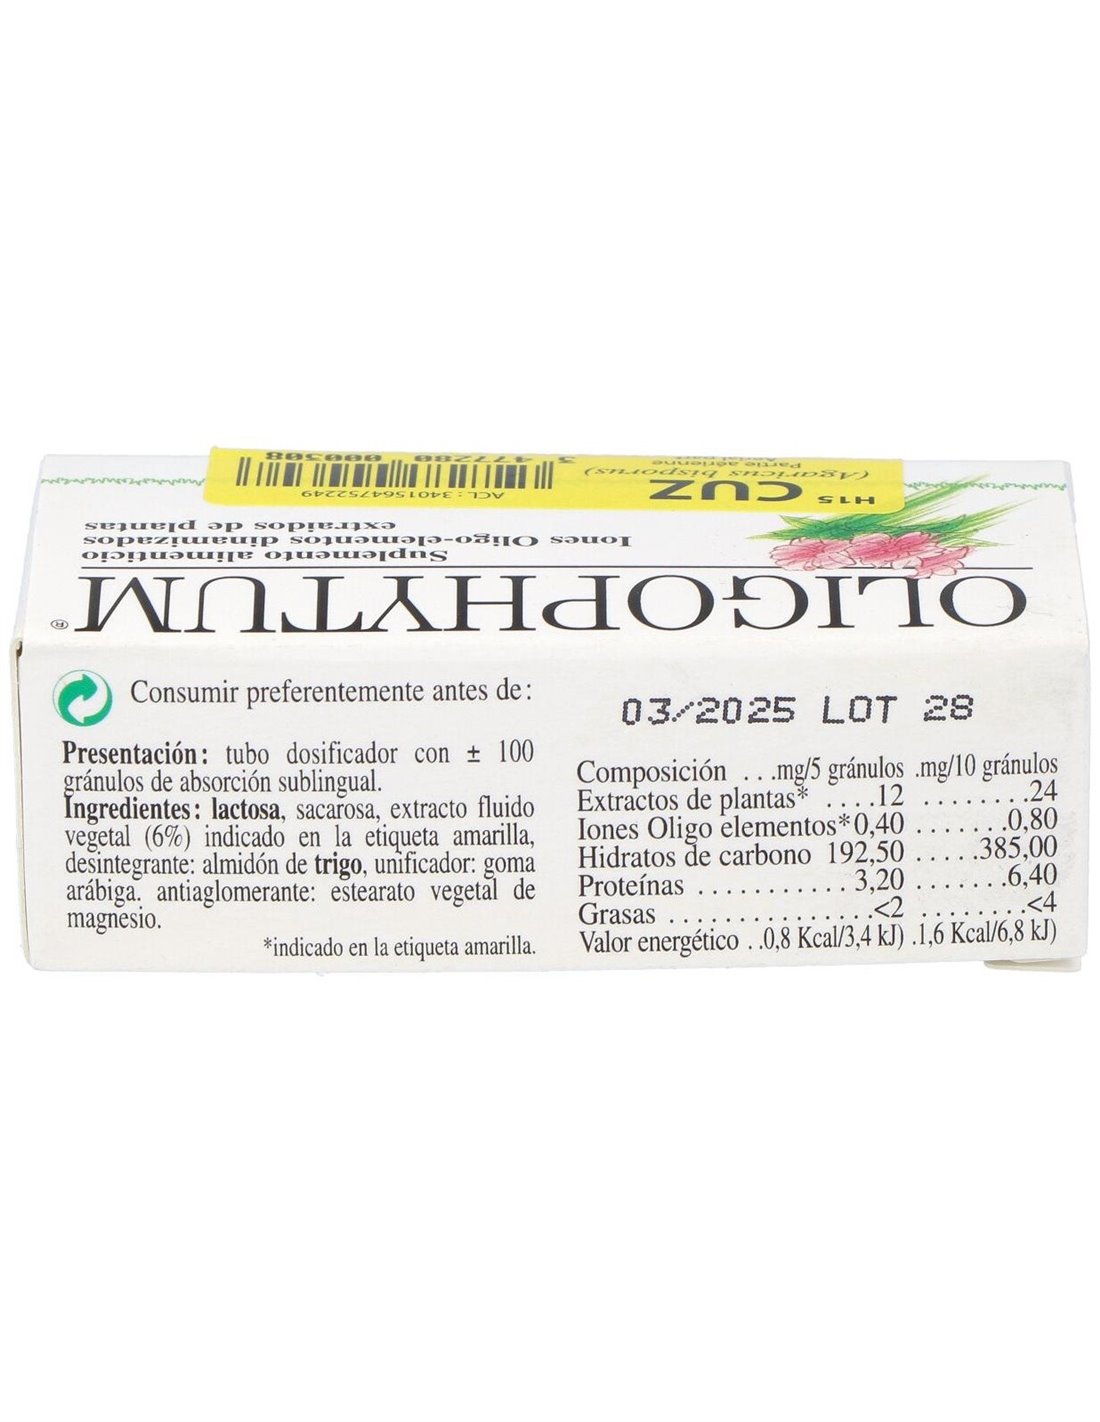 OLIGOPHYTUM®
Suplemento alimenticio
Iones Oligo-elementos dinamizados
extraidos de plantas
H15 CUZ
(Agaricus bisporus)
Partie aérienne
ACL : 3401564752249
3 477280 000308
Consumir preferentemente antes de:
03/2025 LOT 28
Presentación: tubo dosificador con ± 100
gránulos de absorción sublingual.
Ingredientes: lactosa, sacarosa, extracto fluido
vegetal (6%) indicado en la etiqueta amarilla,
desintegrante: almidón de trigo, unificador: goma
arábiga. antiaglomerante: estearato vegetal de
magnesio.
*indicado en la etiqueta amarilla.
Composición . . .mg/5 gránulos .mg/10 gránulos
Extractos de plantas* . . . .12 . . . . . . . .24
Iones Oligo elementos*0,40 . . . . . . .0,80
Hidratos de carbono 192,50 . . . . .385,00
Proteínas . . . . . . . . . . . 3,20 . . . . . . .6,40
Grasas . . . . . . . . . . . . . . .<2 . . . . . . . .<4
Valor energético . .0,8 Kcal/3,4 kJ) .1,6 Kcal/6,8 kJ)